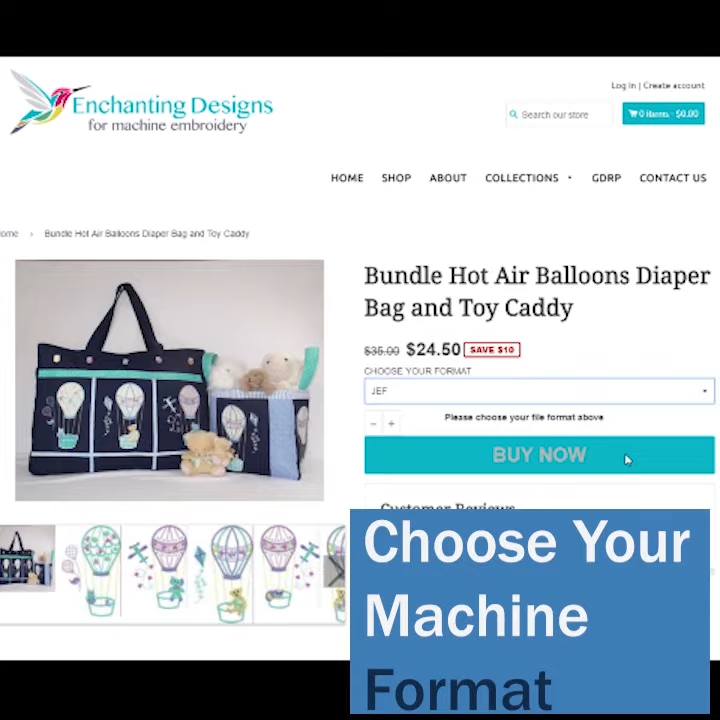 Log In | Create account
Enchanting Designs
for machine embroidery
Search our store
0 items - $0.00
HOME SHOP ABOUT COLLECTIONS GDRP CONTACT US
ome › Bundle Hot Air Balloons Diaper Bag and Toy Caddy
Bundle Hot Air Balloons Diaper
Bag and Toy Caddy
$35.00 $24.50 SAVE $10
CHOOSE YOUR FORMAT
JEF
- +
Please choose your file format above
BUY NOW
Customer Reviews
Choose Your
Machine
Format